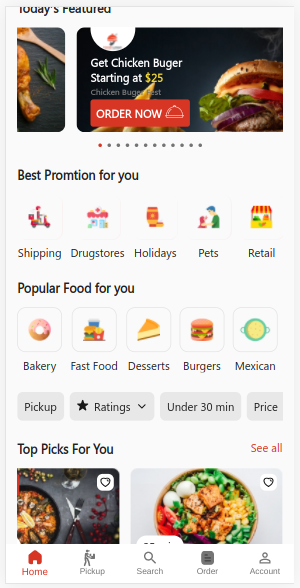 Today's Featured
Get Chicken Buger
Starting at $25
Chicken Buger Fest
ORDER NOW
Best Promtion for you
Shipping
Drugstores
Holidays
Pets
Retail
Popular Food for you
Bakery
Fast Food
Desserts
Burgers
Mexican
Pickup
Ratings
Under 30 min
Price
Top Picks For You
See all
Home
Pickup
Search
Order
Account